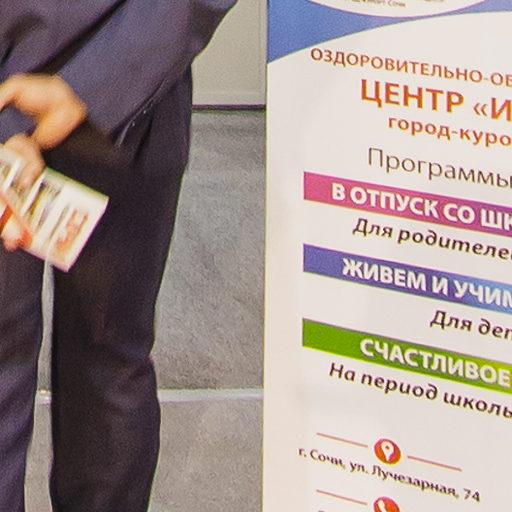 ОЗДОРОВИТЕЛЬНО-ОБ
ЦЕНТР «И
город-куро
Программы
В ОТПУСК СО ШК
Для родителе
ЖИВЕМ И УЧИМ
Для дет
СЧАСТЛИВОЕ
На период школь
г. Сочи, ул. Лучезарная, 74